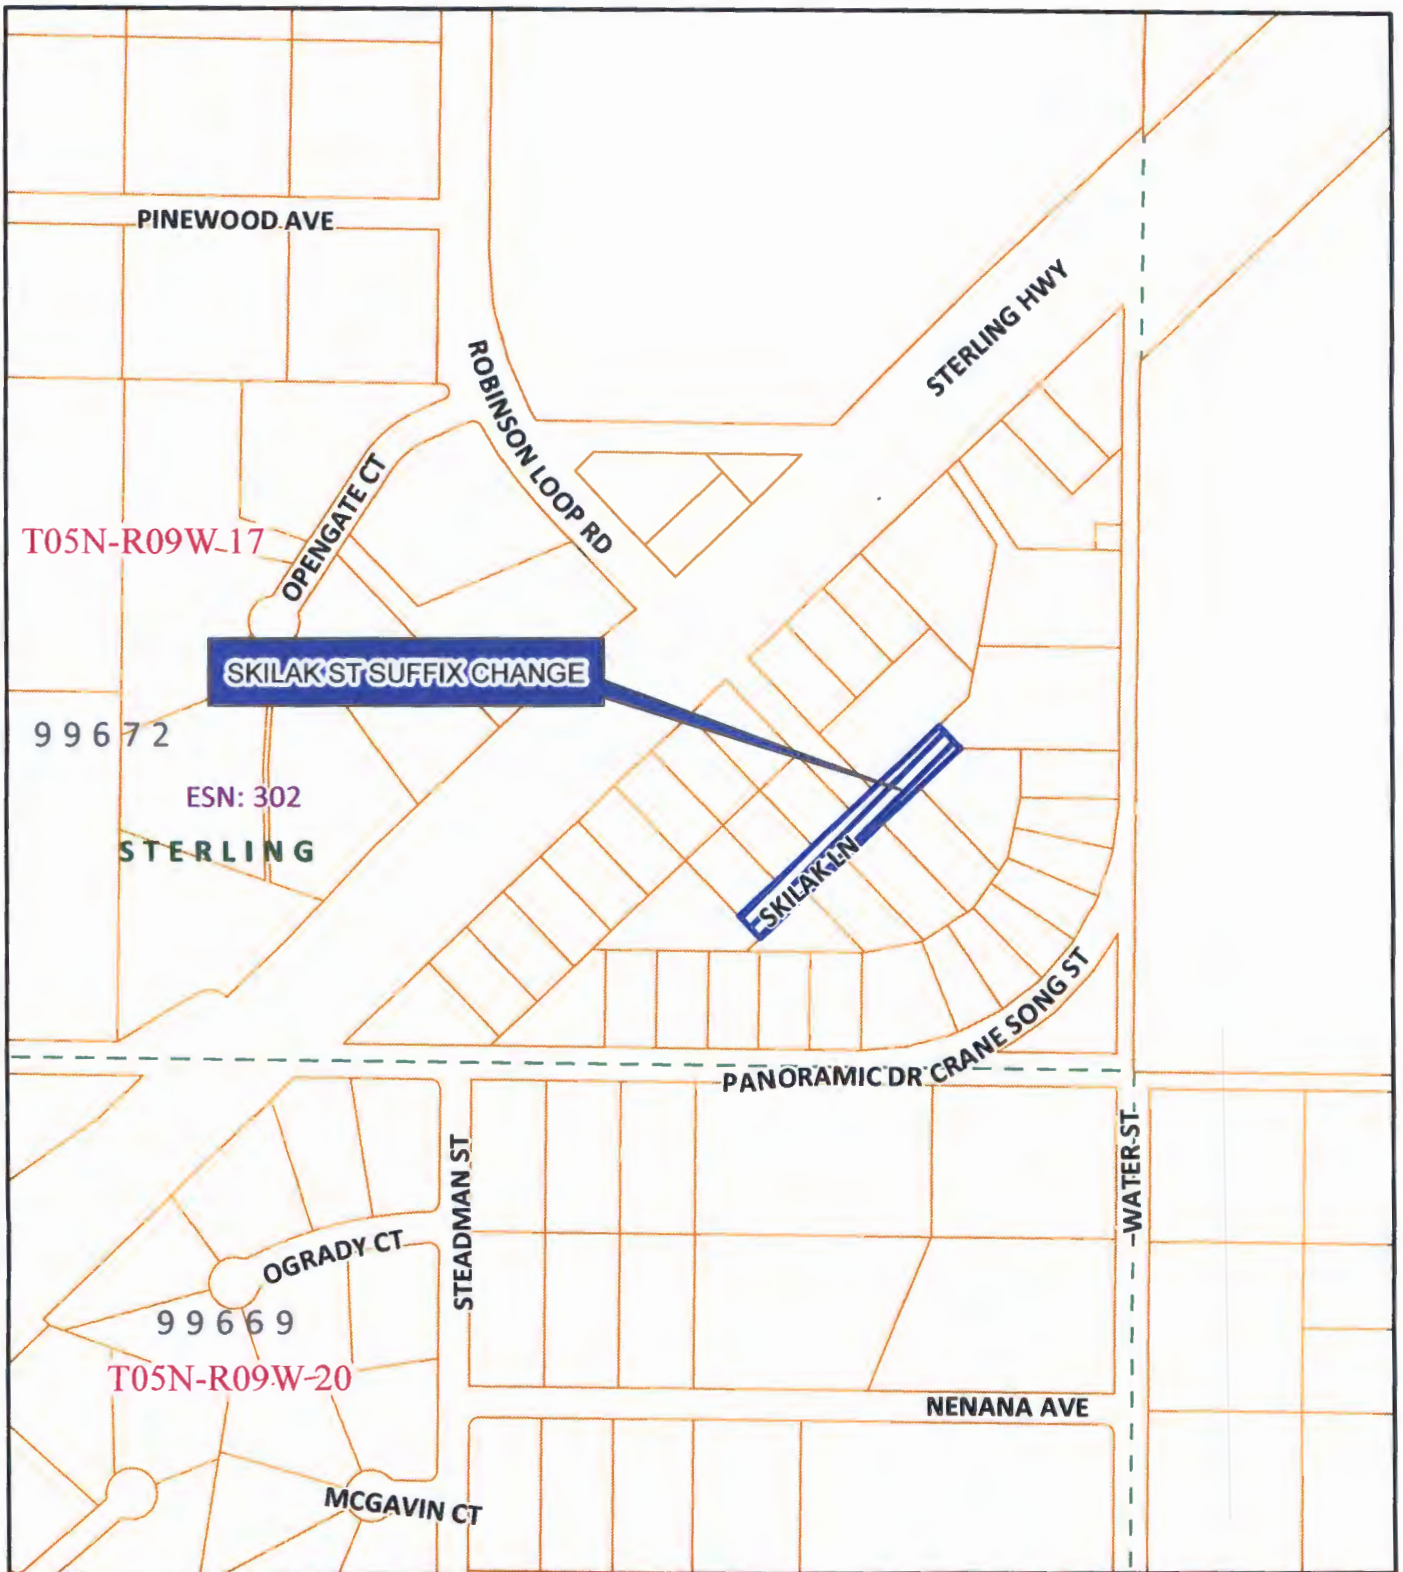 PINEWOOD AVE
STERLING HWY
ROBINSON LOOP RD
OPENGATE CT
T05N-R09W-17
SKILAK ST SUFFIX CHANGE
99672
ESN: 302
STERLING
SKILAK LN
CRANE SONG ST
PANORAMIC DR
WATER ST
STEADMAN ST
OGRADY CT
99669
T05N-R09W-20
NENANA AVE
MCGAVIN CT